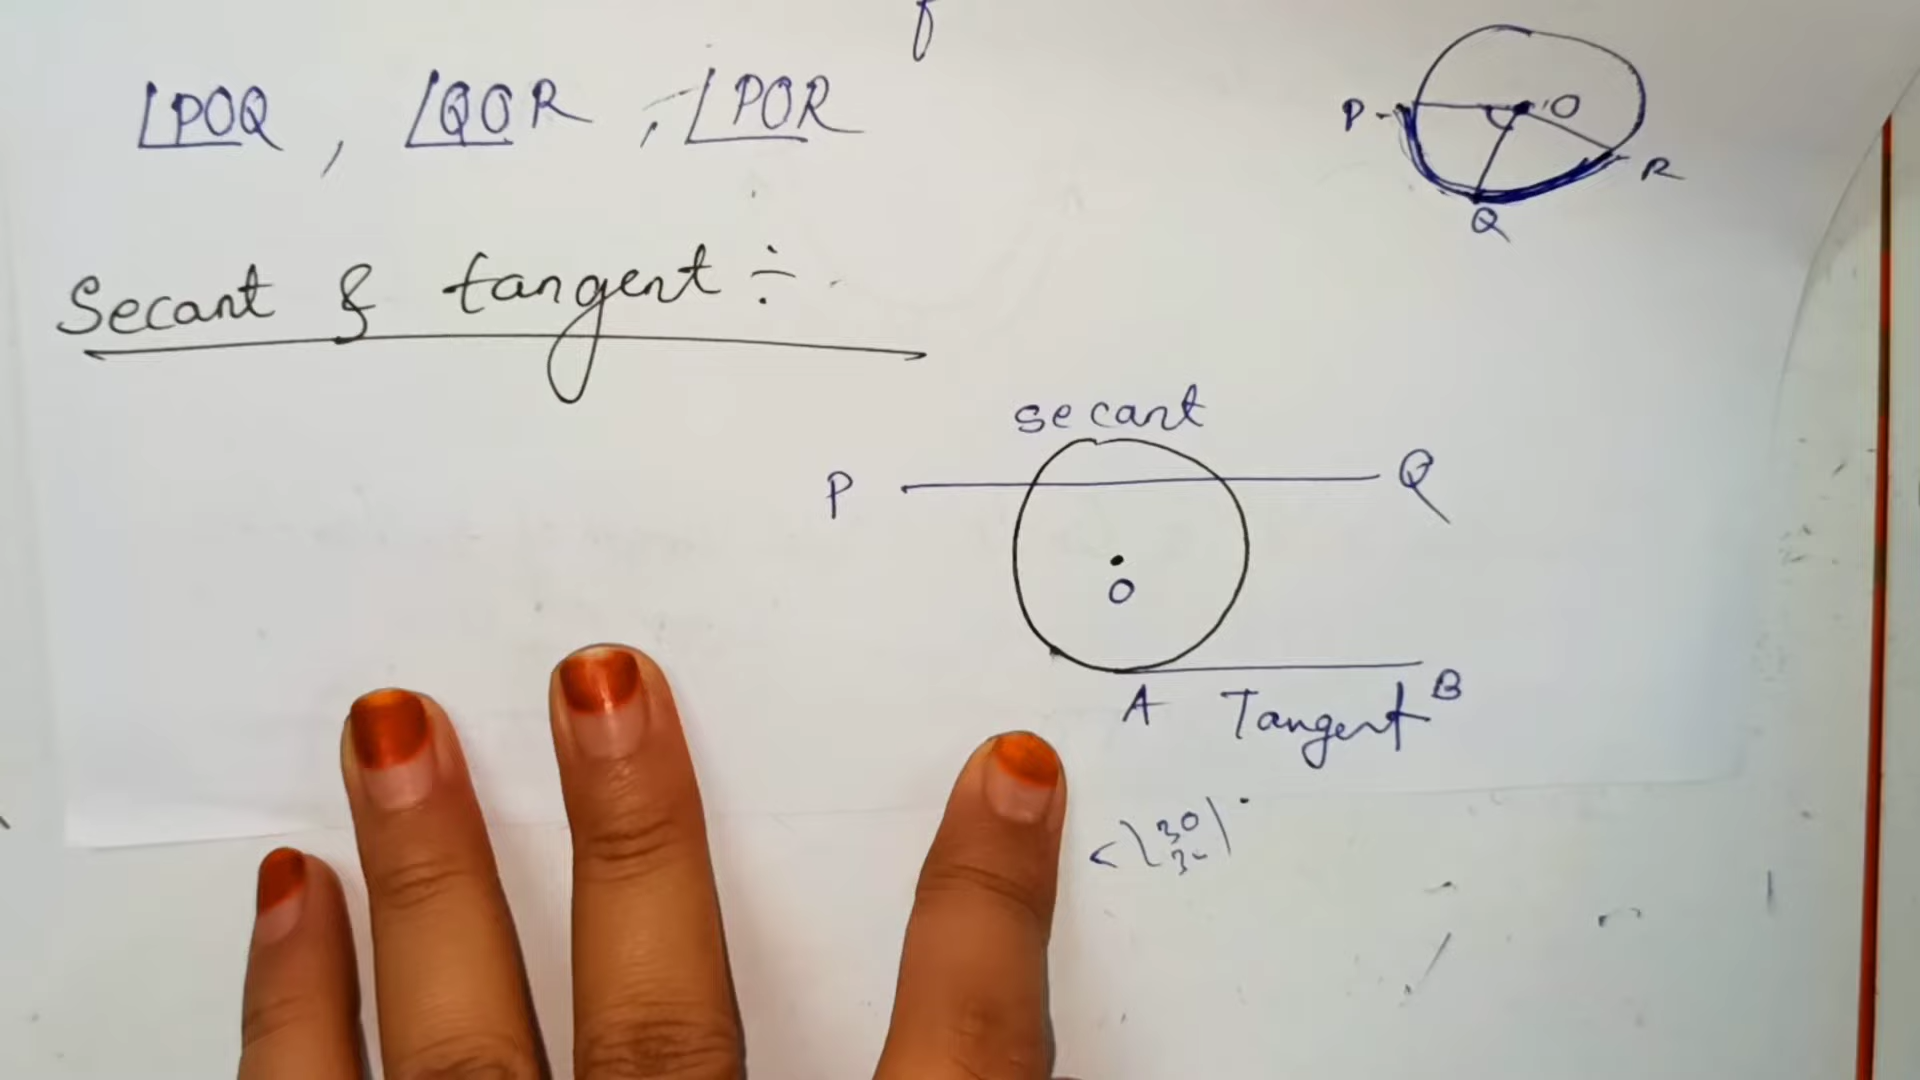 ∠POQ , ∠QOR , ∠POR
P O
R
Q
Secant & tangent ÷
secant
P Q
O
A Tangent B